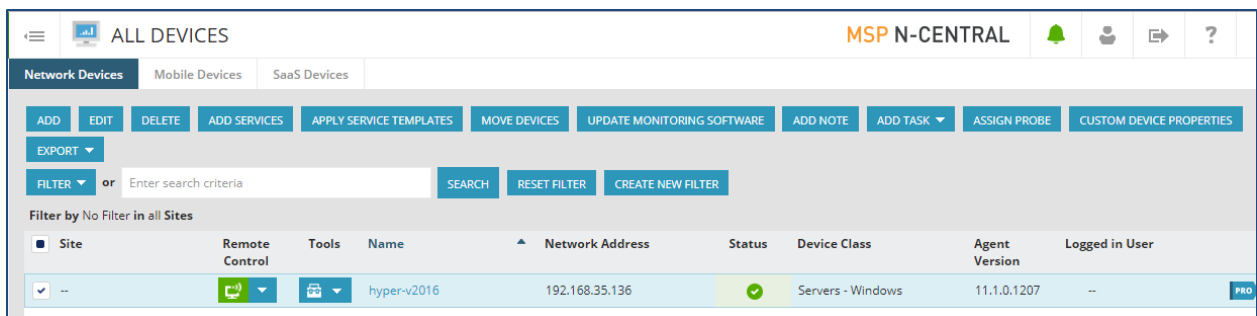 ALL DEVICES MSP N-CENTRAL ?
Network Devices Mobile Devices SaaS Devices
ADD EDIT DELETE ADD SERVICES APPLY SERVICE TEMPLATES MOVE DEVICES UPDATE MONITORING SOFTWARE ADD NOTE ADD TASK ASSIGN PROBE CUSTOM DEVICE PROPERTIES
EXPORT
FILTER or Enter search criteria SEARCH RESET FILTER CREATE NEW FILTER
Filter by No Filter in all Sites
Site Remote Tools Name Network Address Status Device Class Agent Logged in User
Control Version
-- hyper-v2016 192.168.35.136 Servers - Windows 11.1.0.1207 -- PRO